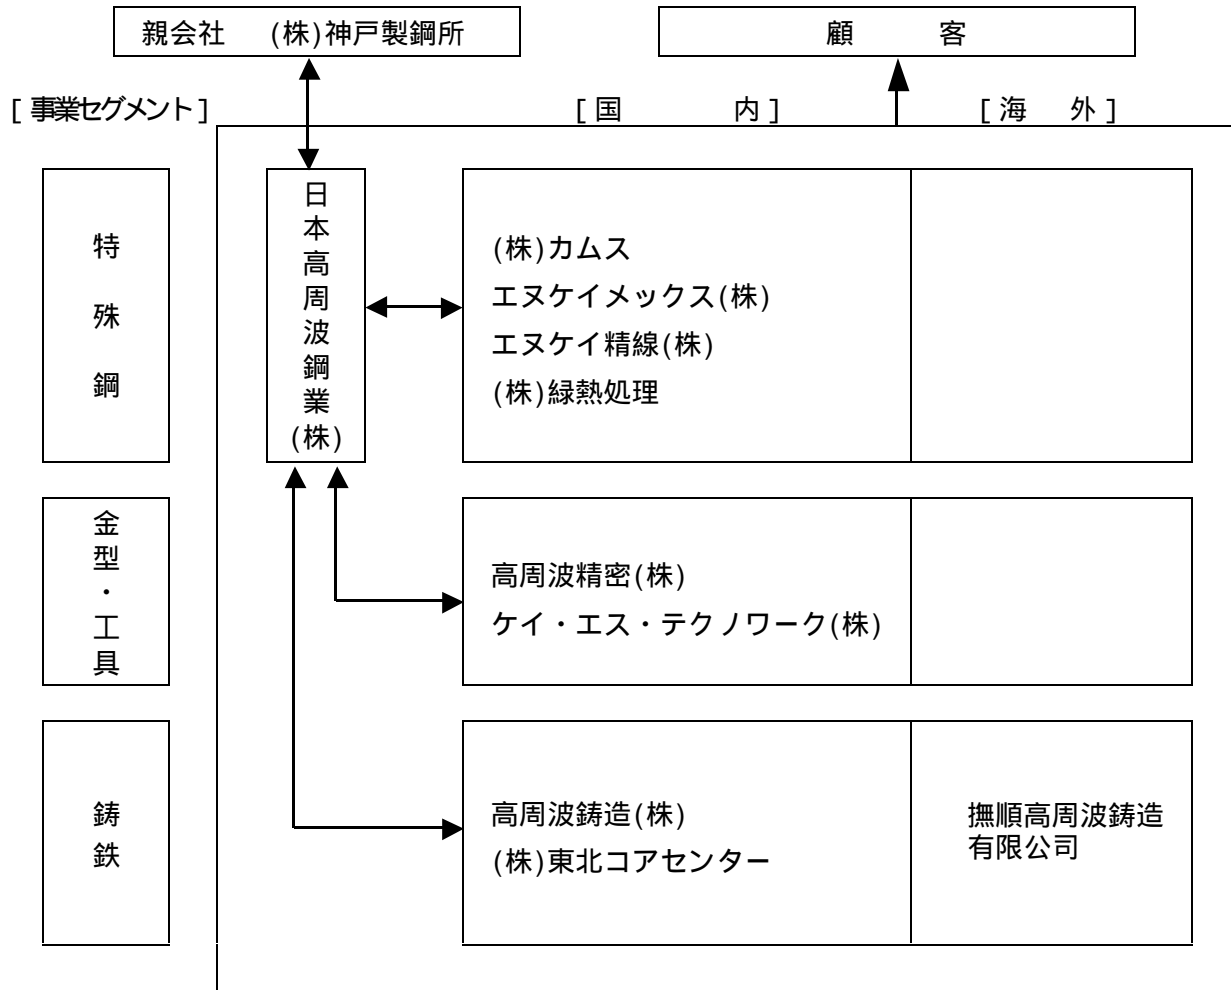 親会社　(株)神戸製鋼所
顧　客
[事業セグメント]
[国　内]
[海　外]
特殊鋼
日本高周波鋼業(株)
(株)カムス
エヌケイメックス(株)
エヌケイ精線(株)
(株)緑熱処理
金型・工具
高周波精密(株)
ケイ・エス・テクノワーク(株)
鋳鉄
高周波鋳造(株)
(株)東北コアセンター
撫順高周波鋳造
有限公司